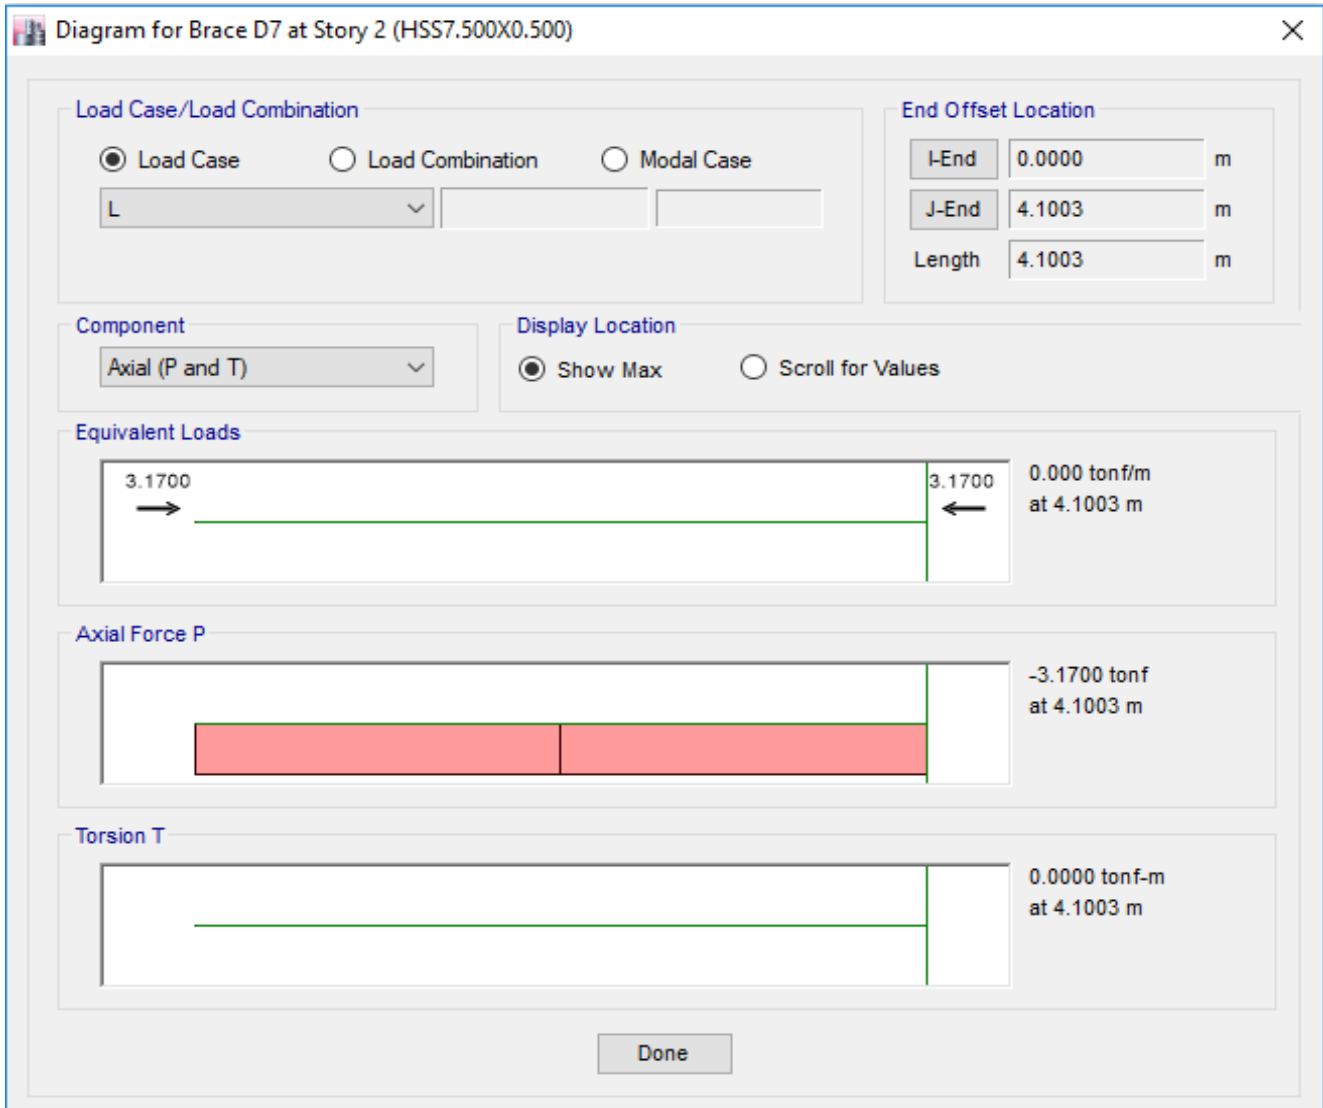 Diagram for Brace D7 at Story 2 (HSS7.500X0.500)
Load Case/Load Combination
Load Case Load Combination Modal Case
L
End Offset Location
I-End 0.0000 m
J-End 4.1003 m
Length 4.1003 m
Component
Axial (P and T)
Display Location
Show Max Scroll for Values
Equivalent Loads
3.1700 3.1700
0.000 tonf/m
at 4.1003 m
Axial Force P
-3.1700 tonf
at 4.1003 m
Torsion T
0.0000 tonf-m
at 4.1003 m
Done